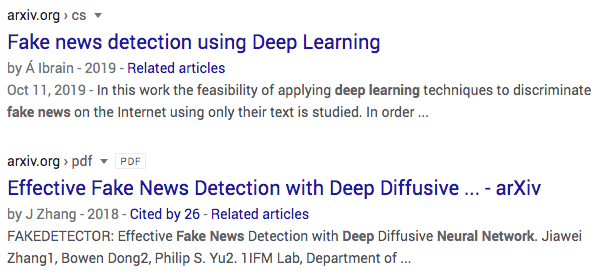 arxiv.org › cs
Fake news detection using Deep Learning
by Á Ibrain - 2019 - Related articles
Oct 11, 2019 - In this work the feasibility of applying deep learning techniques to discriminate
fake news on the Internet using only their text is studied. In order ...
arxiv.org › pdf PDF
Effective Fake News Detection with Deep Diffusive ... - arXiv
by J Zhang - 2018 - Cited by 26 - Related articles
FAKEDETECTOR: Effective Fake News Detection with Deep Diffusive Neural Network. Jiawei
Zhang1, Bowen Dong2, Philip S. Yu2. 1IFM Lab, Department of ...